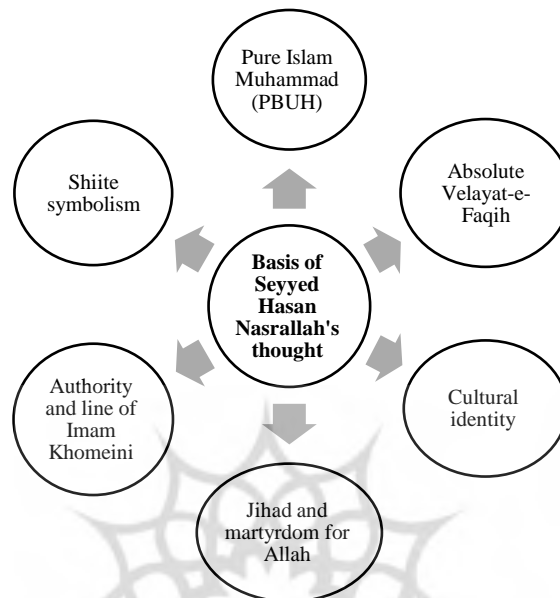 Pure Islam
Muhammad
(PBUH)
Shiite
symbolism
Absolute
Velayat-e-
Faqih
Basis of
Seyyed
Hasan
Nasrallah's
thought
Authority
and line of
Imam
Khomeini
Cultural
identity
Jihad and
martyrdom for
Allah